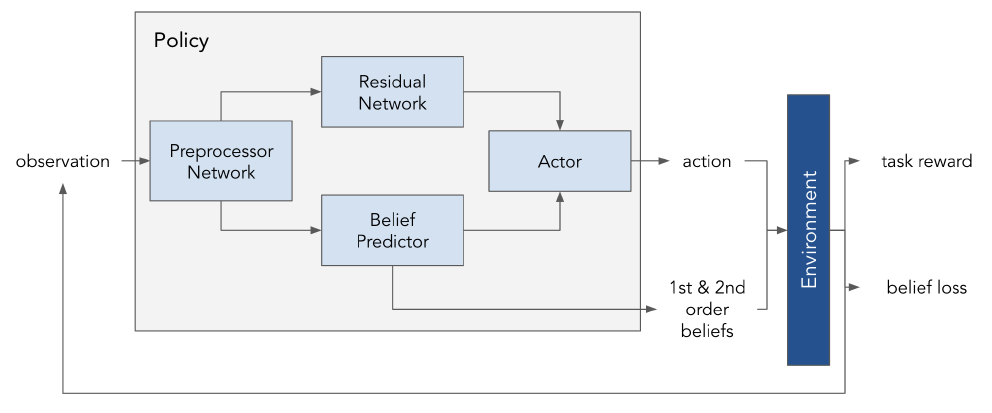 Policy
Residual
Network
Preprocessor
Network
observation
Actor
action
task reward
Belief
Predictor
Environment
1st & 2nd
order
beliefs
belief loss